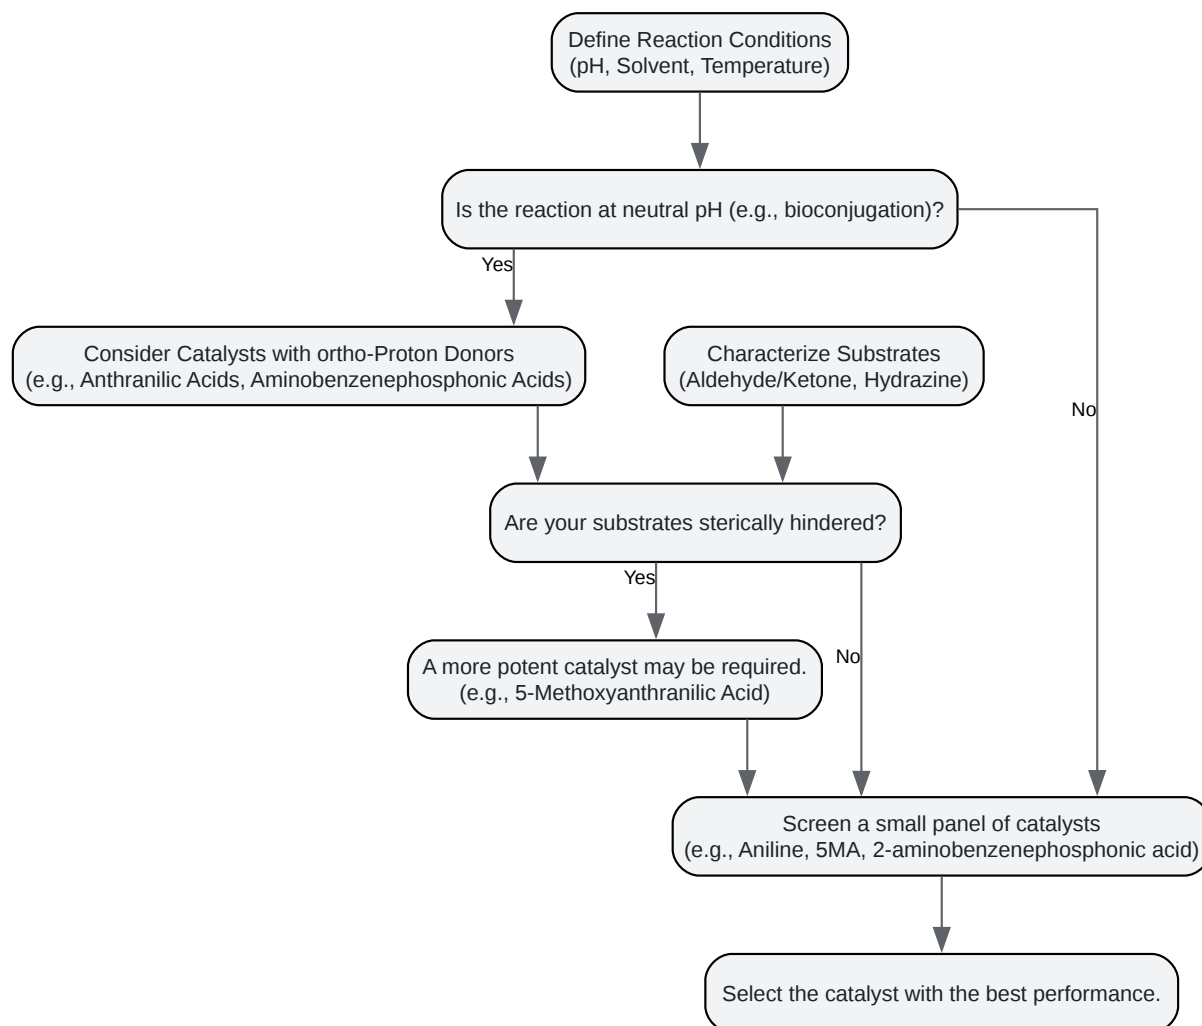 Define Reaction Conditions
(pH, Solvent, Temperature)
Is the reaction at neutral pH (e.g., bioconjugation)?
Yes
Consider Catalysts with ortho-Proton Donors
(e.g., Anthranilic Acids, Aminobenzenephosphonic Acids)
Characterize Substrates
(Aldehyde/Ketone, Hydrazine)
No
Are your substrates sterically hindered?
Yes
A more potent catalyst may be required.
(e.g., 5-Methoxyanthranilic Acid)
No
Screen a small panel of catalysts
(e.g., Aniline, 5MA, 2-aminobenzenephosphonic acid)
Select the catalyst with the best performance.